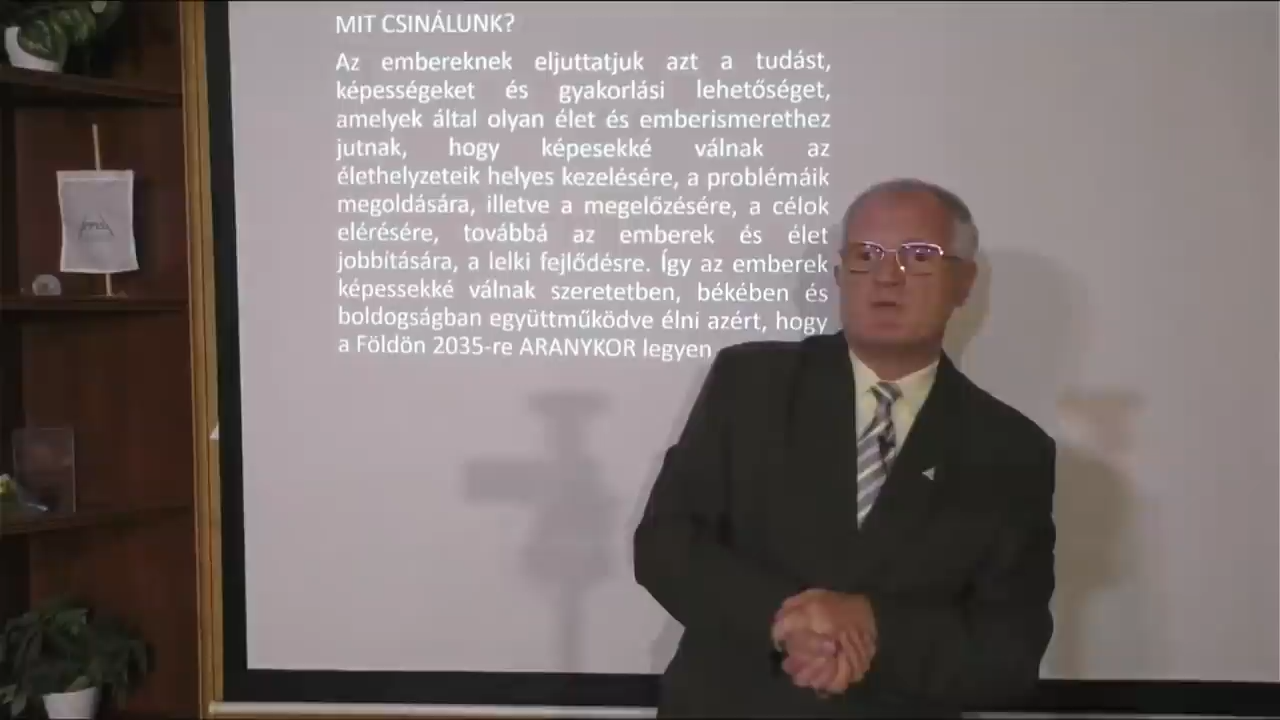 MIT CSINÁLUNK?
Az embereknek eljuttatjuk azt a tudást,
képességeket és gyakorlási lehetőséget,
amelyek által olyan élet és emberismerethez
jutnak, hogy képesekké válnak az
élethelyzeteik helyes kezelésére, a problémáik
megoldására, illetve a megelőzésére, a célok
elérésére, továbbá az emberek és élet
jobbítására, a lelki fejlődésre. Így az emberek
képessekké válnak szeretetben, békében és
boldogságban együttműködve élni azért, hogy
a Földön 2035-re ARANYKOR legyen